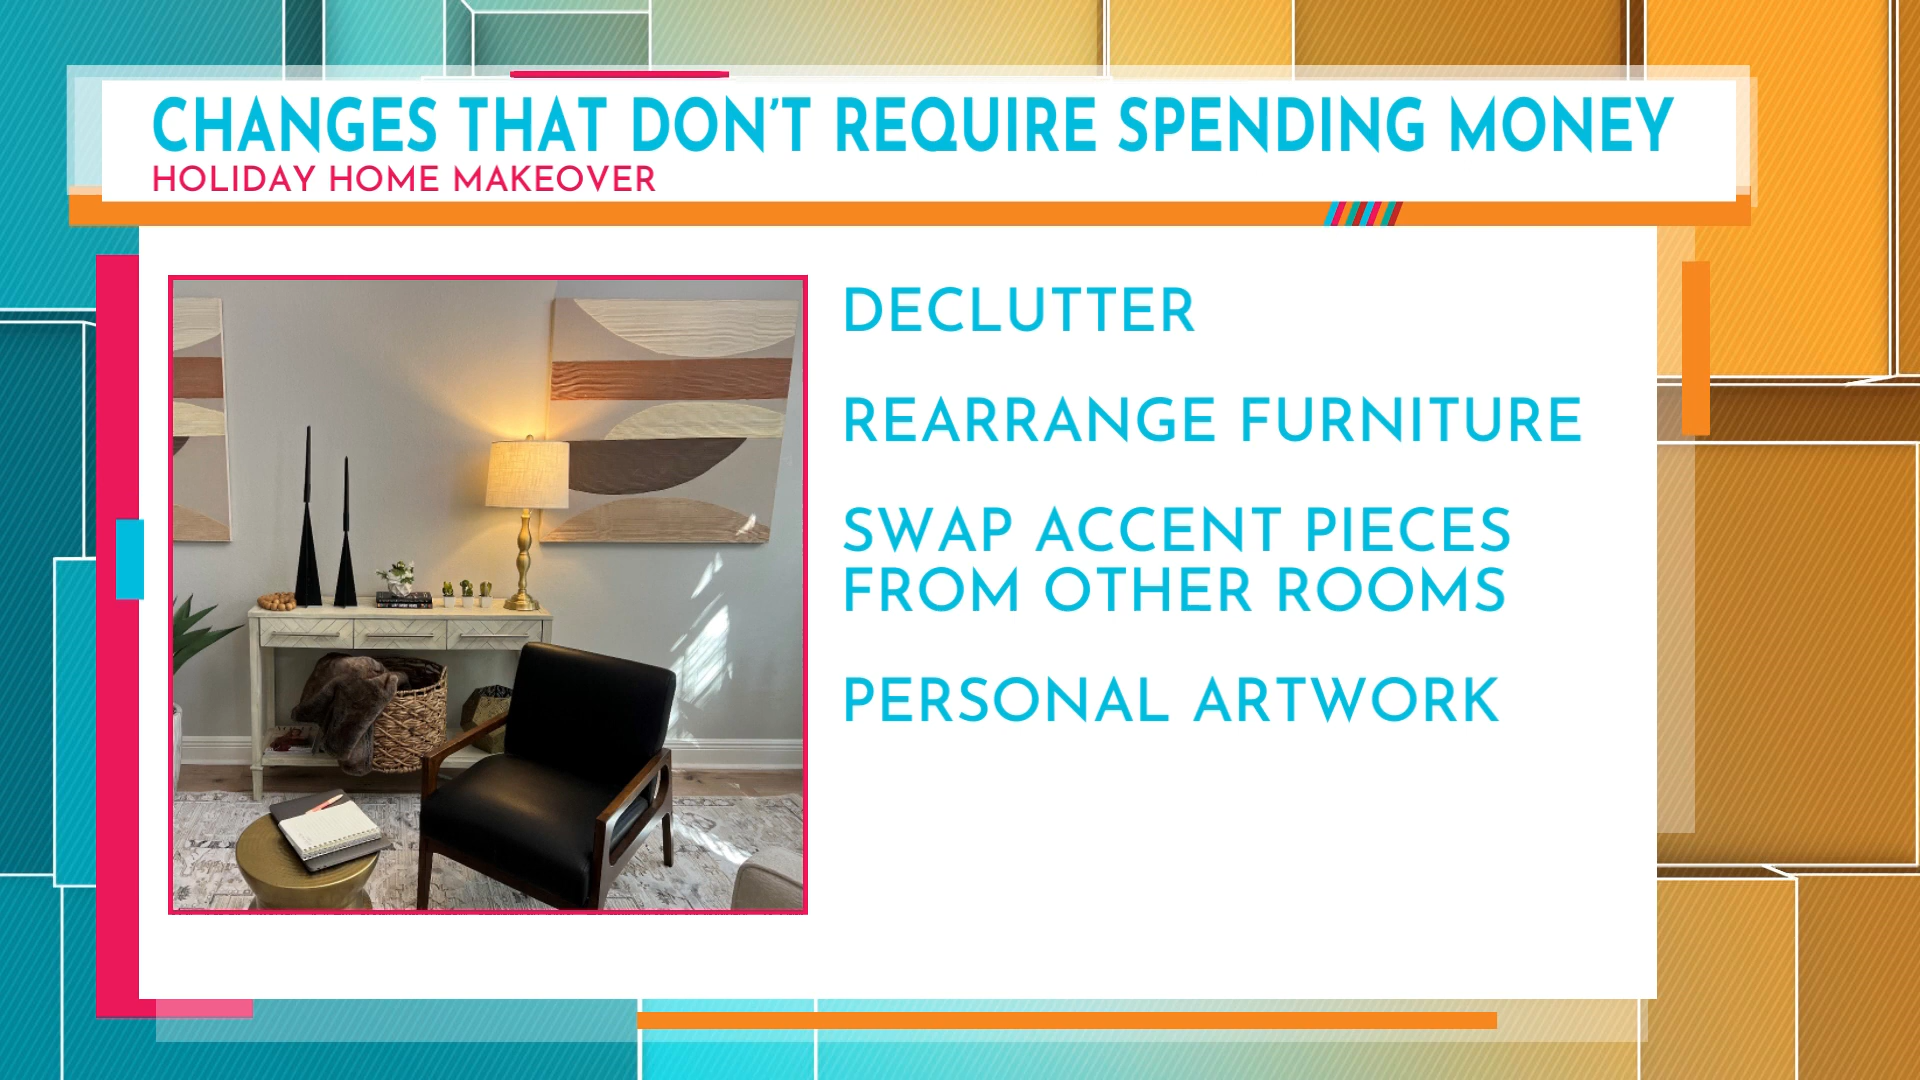 CHANGES THAT DON'T REQUIRE SPENDING MONEY
HOLIDAY HOME MAKEOVER
DECLUTTER
REARRANGE FURNITURE
SWAP ACCENT PIECES
FROM OTHER ROOMS
PERSONAL ARTWORK